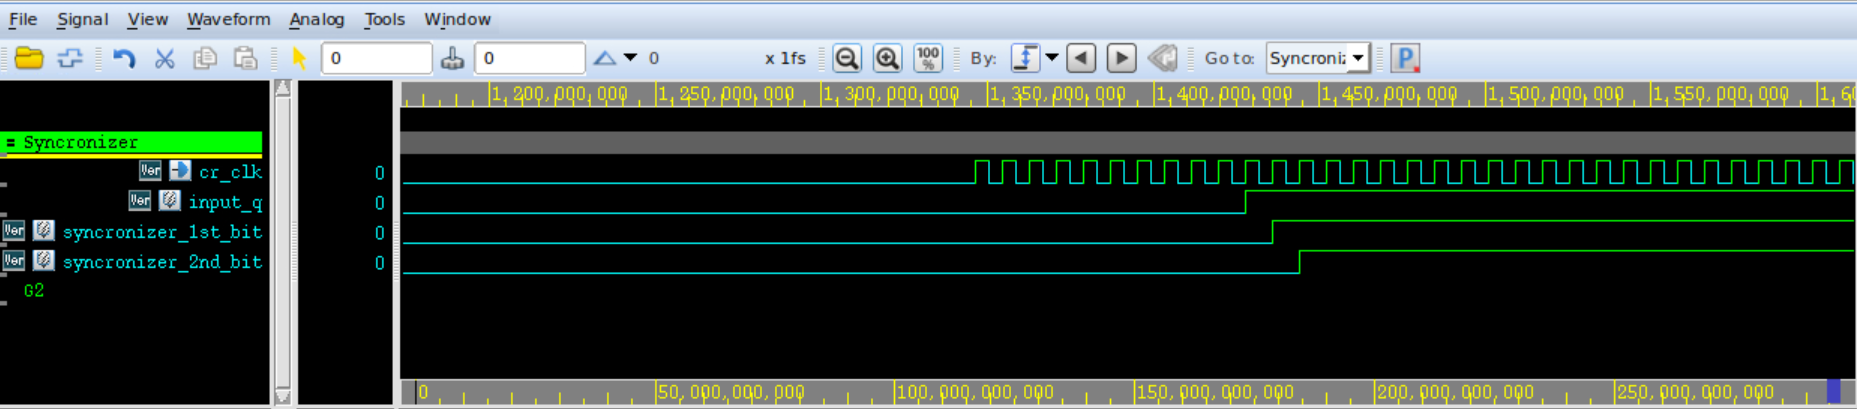 File Signal View Waveform Analog Tools Window
0 0 0 x 1fs 100 % By: Go to: Syncroniz P
1,200,000,000 1,250,000,000 1,300,000,000 1,350,000,000 1,400,000,000 1,450,000,000 1,500,000,000 1,550,000,000 1,60
= Syncronizer
Ver cr_clk 0
Ver input_q 0
Ver syncronizer_1st_bit 0
Ver syncronizer_2nd_bit 0
G2
0 50,000,000,000 100,000,000,000 150,000,000,000 200,000,000,000 250,000,000,000